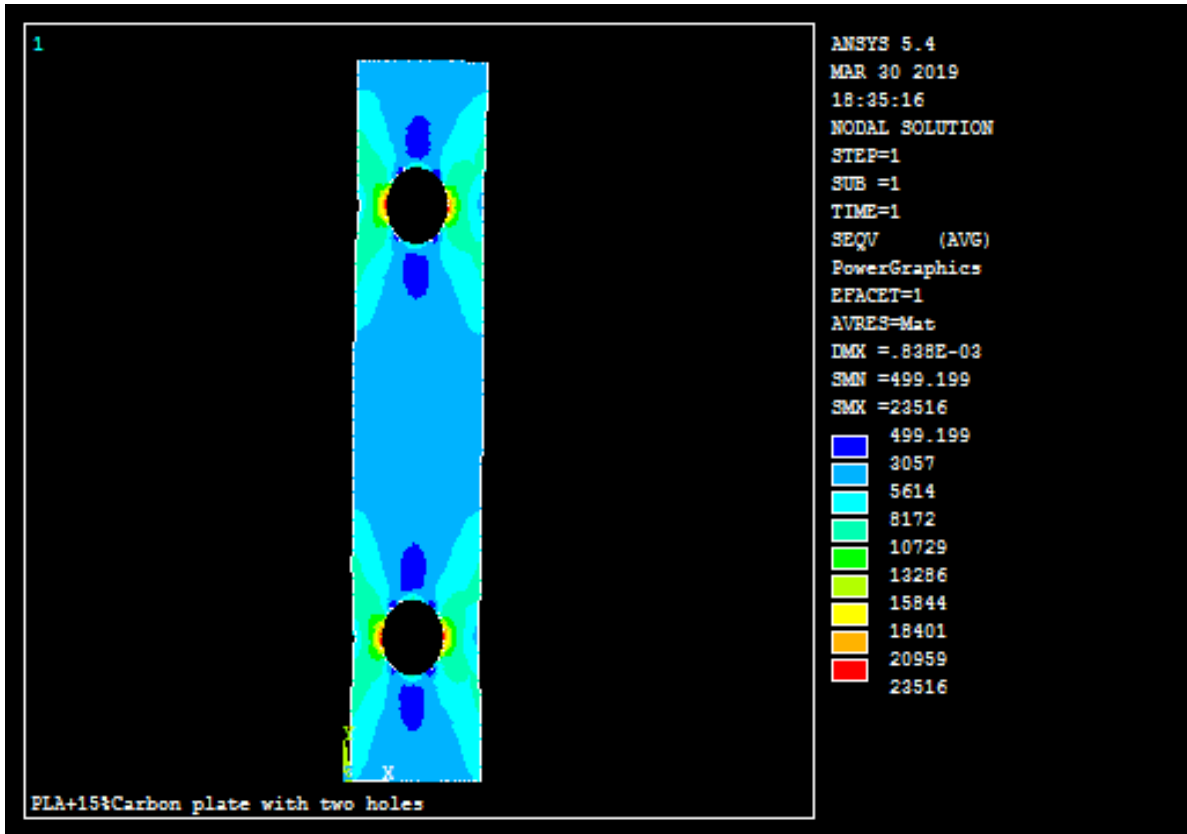 1
ANSYS 5.4
MAR 30 2019
18:35:16
NODAL SOLUTION
STEP=1
SUB =1
TIME=1
SEQV (AVG)
PowerGraphics
EFACET=1
AVRES=Mat
DMX =.838E-03
SMN =499.199
SMX =23516
499.199
3057
5614
8172
10729
13286
15844
18401
20959
23516
Y
X
PLA+15%Carbon plate with two holes